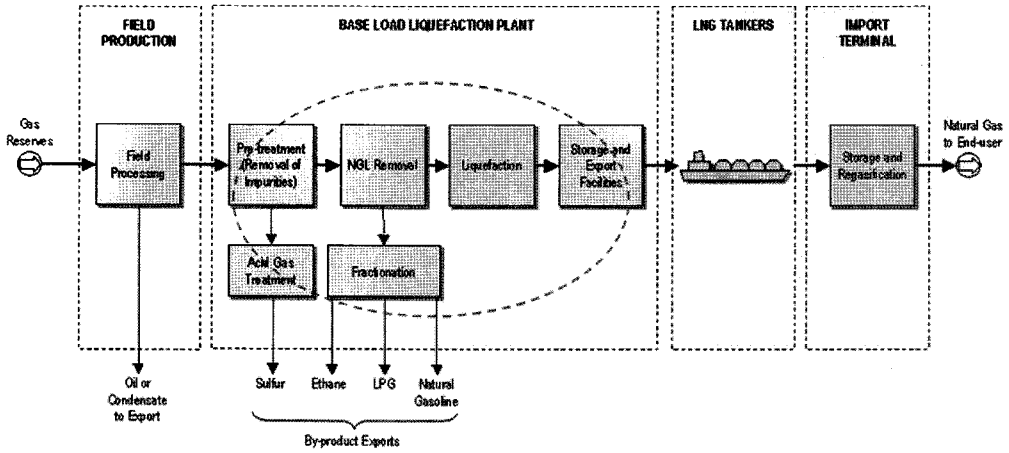 FIELD
PRODUCTION
BASE LOAD LIQUEFACTION PLANT
LNG TANKERS
IMPORT
TERMINAL
Gas
Reserves
Field
Processing
Pre-treatment
(Removal of
Impurities)
NGL Removal
Liquefaction
Storage and
Export
Facilities
Storage and
Regasification
Natural Gas
to End-user
Acid Gas
Treatment
Fractionation
Oil or
Condensate
to Export
Sulfur
Ethane
LPG
Natural
Gasoline
By-product Exports